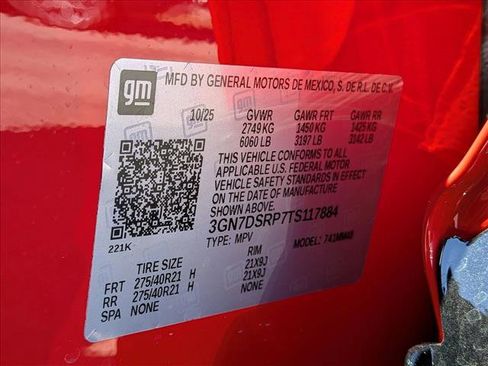 gm
MFD BY GENERAL MOTORS DE MEXICO, S. DE R.L. DE C.V.
10/25 GVWR GAWR FRT GAWR RR
2749 KG 1450 KG 1425 KG
6060 LB 3197 LB 3142 LB
THIS VEHICLE CONFORMS TO ALL
APPLICABLE U.S. FEDERAL MOTOR
VEHICLE SAFETY STANDARDS IN EFFECT
ON THE DATE OF MANUFACTURE
SHOWN ABOVE.
3GN7DSRP7TS117884
TYPE: MPV MODEL:
221K
TIRE SIZE RIM
FRT 275/40R21 H 21X9J
RR 275/40R21 H 21X9J
SPA NONE NONE